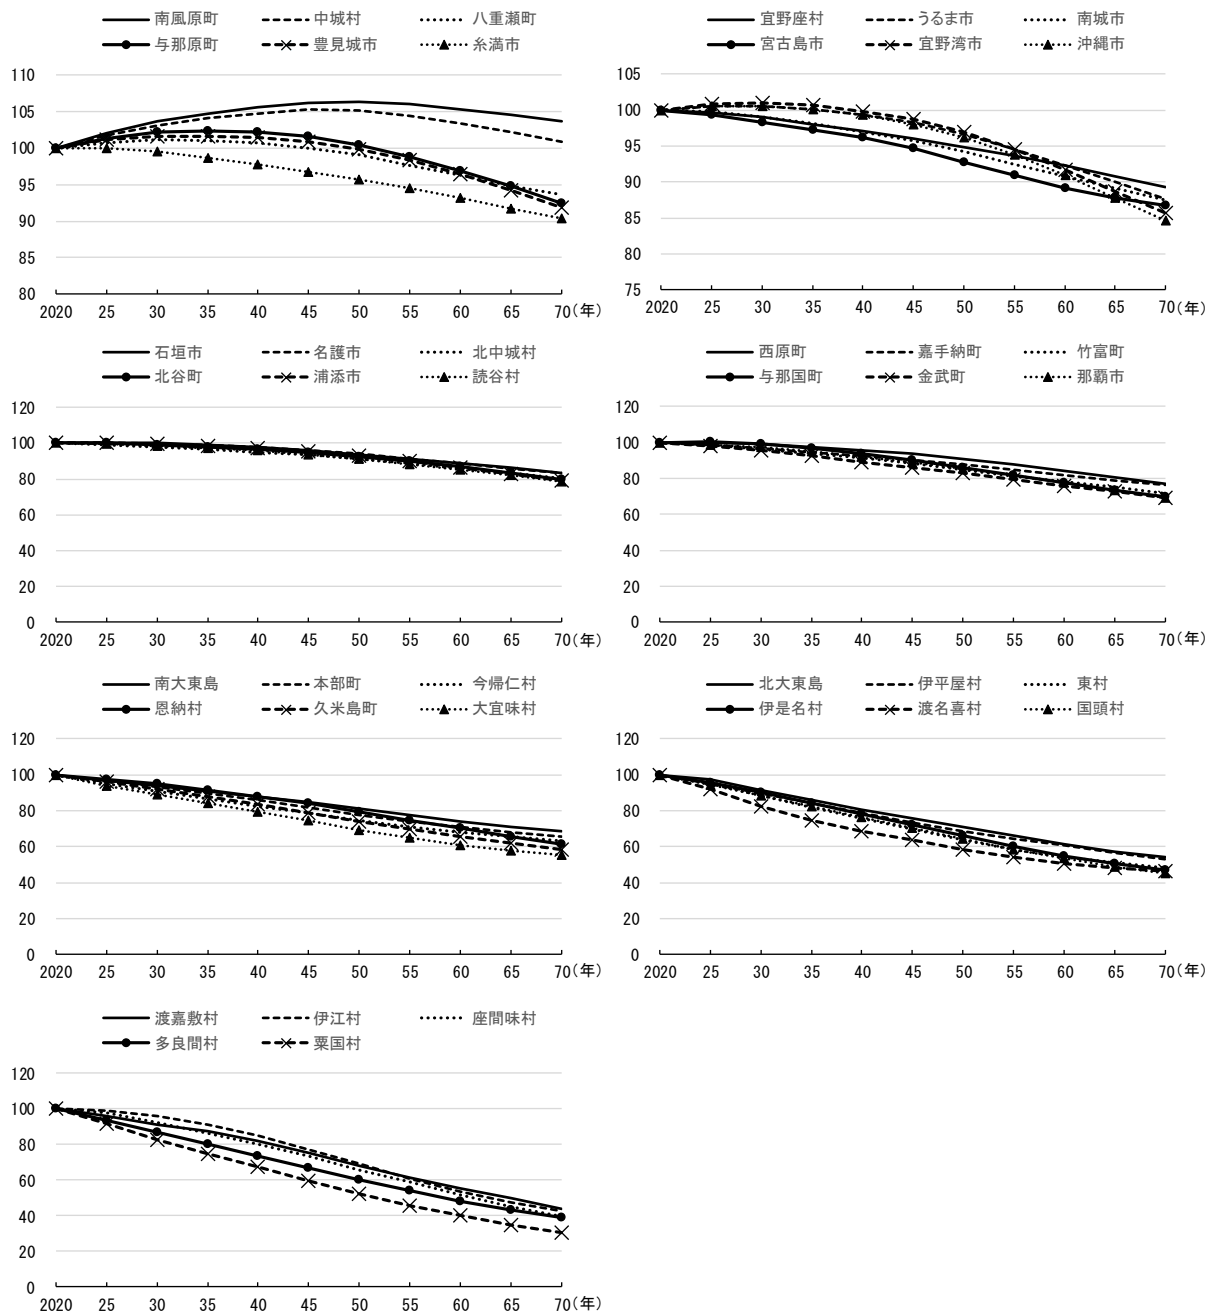 南風原町 中城村 八重瀬町
与那原町 豊見城市 糸満市
110
105
100
95
90
85
80
2020 25 30 35 40 45 50 55 60 65 70(年)
宜野座村 うるま市 南城市
宮古島市 宜野湾市 沖縄市
105
100
95
90
85
80
75
2020 25 30 35 40 45 50 55 60 65 70(年)
石垣市 名護市 北中城村
北谷町 浦添市 読谷村
120
100
80
60
40
20
0
2020 25 30 35 40 45 50 55 60 65 70(年)
西原町 嘉手納町 竹富町
与那国町 金武町 那覇市
120
100
80
60
40
20
0
2020 25 30 35 40 45 50 55 60 65 70(年)
南大東島 本部町 今帰仁村
恩納村 久米島町 大宜味村
120
100
80
60
40
20
0
2020 25 30 35 40 45 50 55 60 65 70(年)
北大東島 伊平屋村 東村
伊是名村 渡名喜村 国頭村
120
100
80
60
40
20
0
2020 25 30 35 40 45 50 55 60 65 70(年)
渡嘉敷村 伊江村 座間味村
多良間村 粟国村
120
100
80
60
40
20
0
2020 25 30 35 40 45 50 55 60 65 70(年)